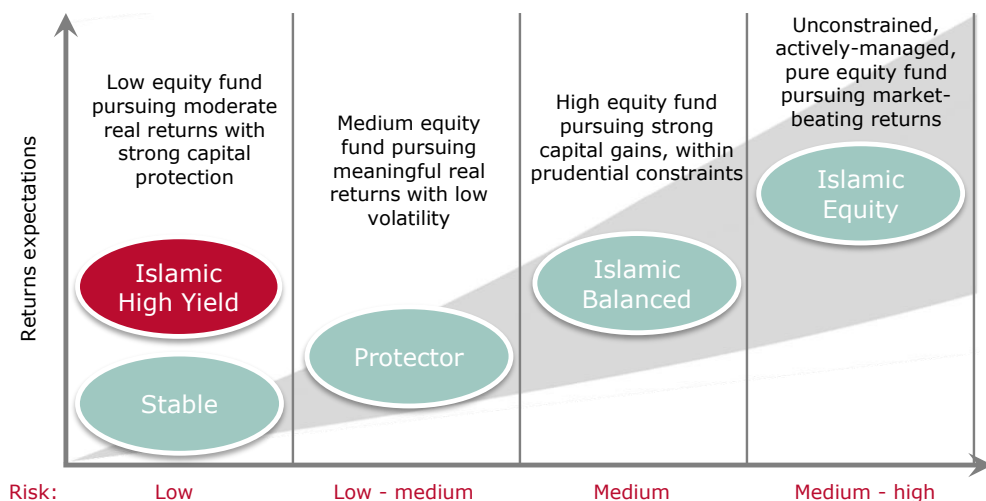 Returns expectations
Low equity fund
pursuing moderate
real returns with
strong capital
protection
Islamic
High Yield
Stable
Medium equity
fund pursuing
meaningful real
returns with low
volatility
Protector
High equity fund
pursuing strong
capital gains, within
prudential constraints
Islamic
Balanced
Unconstrained,
actively-managed,
pure equity fund
pursuing market-
beating returns
Islamic
Equity
Risk:
Low
Low - medium
Medium
Medium - high